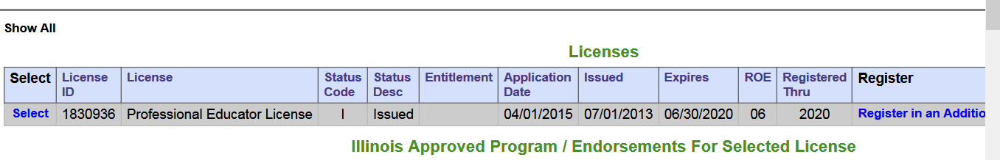 Show All
Licenses
Select License ID License Status Code Status Desc Entitlement Application Date Issued Expires ROE Registered Thru Register
Select 1830936 Professional Educator License I Issued 04/01/2015 07/01/2013 06/30/2020 06 2020 Register in an Additio
Illinois Approved Program / Endorsements For Selected License